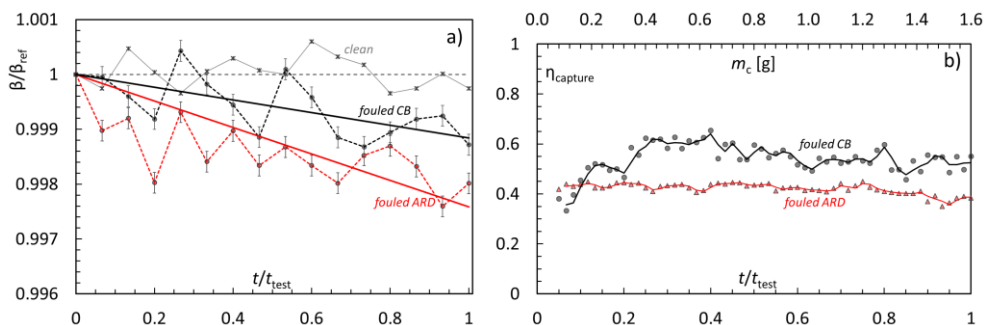 a)
β/βref
1.001
1
0.999
0.998
0.997
0.996
clean
fouled CB
fouled ARD
0 0.2 0.4 0.6 0.8 1
t/ttest
b)
0.0 0.2 0.4 0.6 0.8 1.0 1.2 1.4 1.6
mc [g]
ηcapture
1
0.8
0.6
0.4
0.2
0
fouled CB
fouled ARD
0 0.2 0.4 0.6 0.8 1
t/ttest